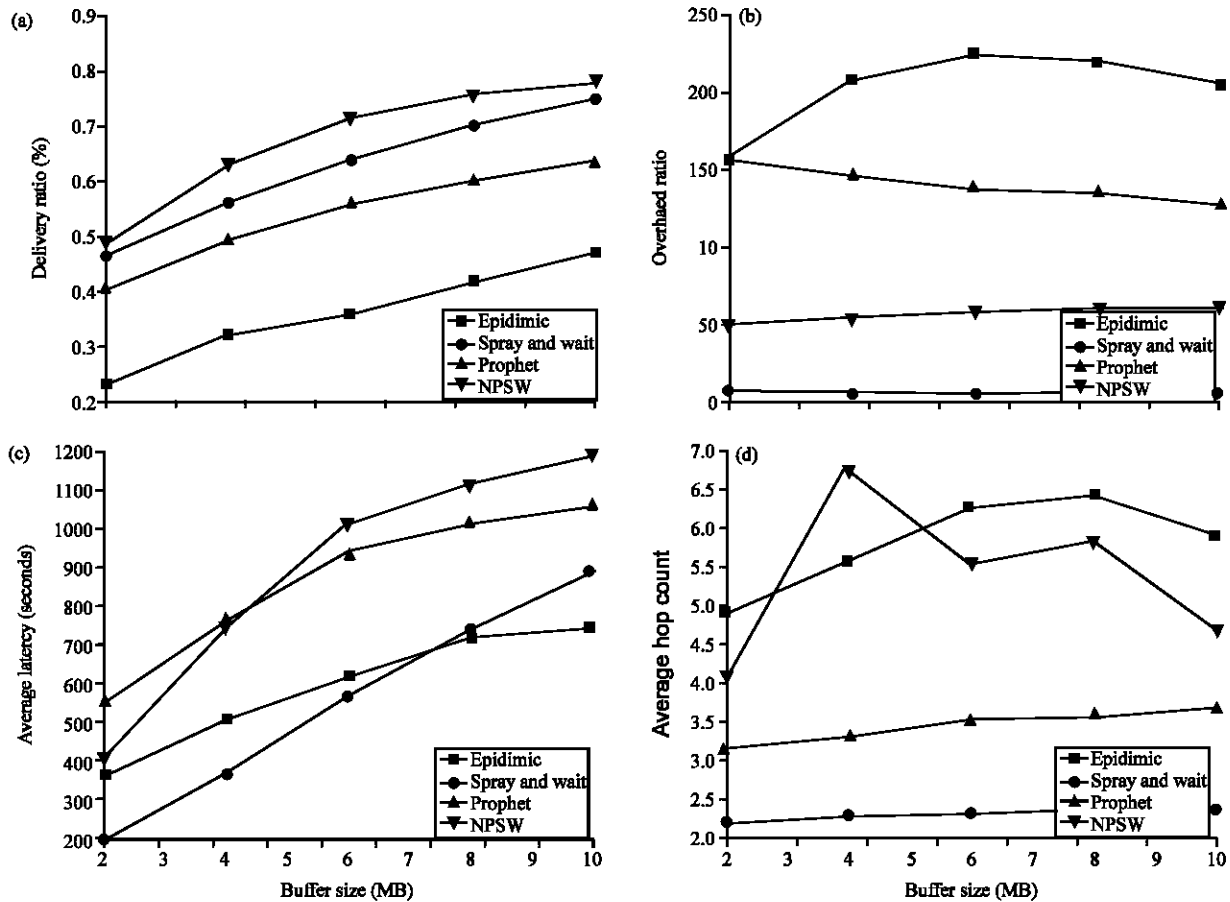 (a)
0.9
0.8
0.7
0.6
0.5
0.4
0.3
0.2
Delivery ratio (%)
Epidimic
Spray and wait
Prophet
NPSW
(b)
250
200
150
10
50
0
Overhaed ratio
Epidimic
Spray and wait
Prophet
NPSW
(c)
1200
1100
1000
900
800
700
600
500
400
300
200
Average latercy (seconds)
Epidimic
Spray and wait
Prophet
NPSW
2 3 4 5 6 7 8 9 10
Buffer size (MB)
(d)
7.0
6.5
6.0
5.5
5.0
4.5
4.0
3.5
3.0
2.5
2.0
Average hop count
Epidimic
Spray and wait
Prophet
NPSW
2 3 4 5 6 7 8 9 10
Buffer size (MB)